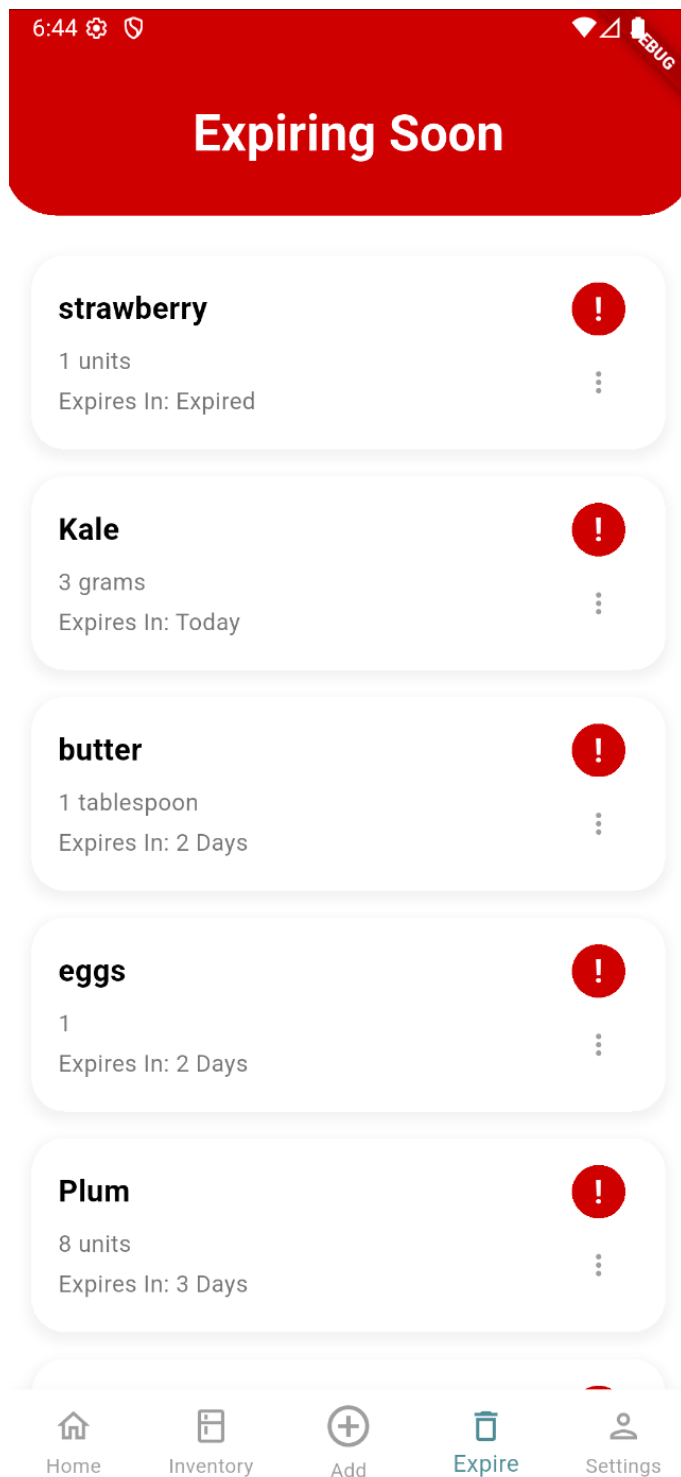 6:44
DEBUG
Expiring Soon
strawberry
!
1 units
Expires In: Expired
Kale
!
3 grams
Expires In: Today
butter
!
1 tablespoon
Expires In: 2 Days
eggs
!
1
Expires In: 2 Days
Plum
!
8 units
Expires In: 3 Days
Home
Inventory
Add
Expire
Settings